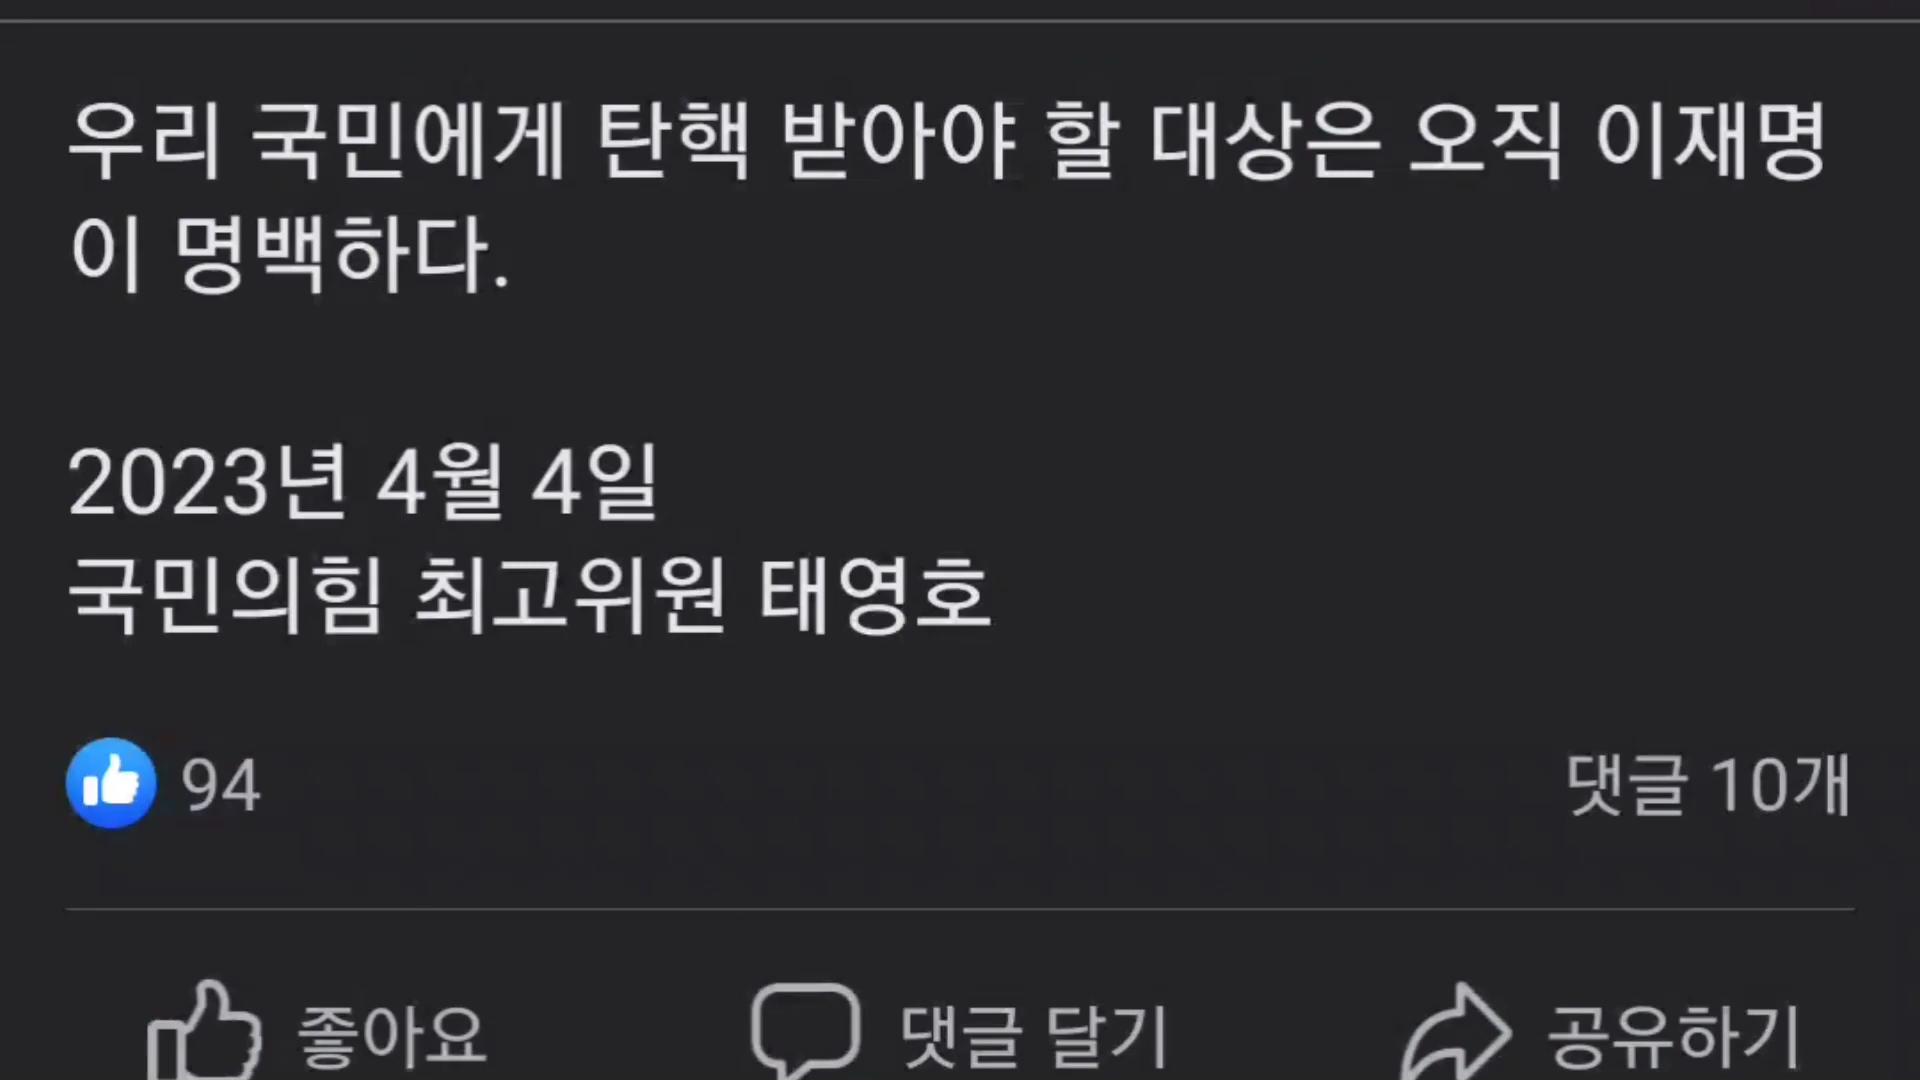 우리 국민에게 탄핵 받아야 할 대상은 오직 이재명
이 명백하다.
2023년 4월 4일
국민의힘 최고위원 태영호
94
댓글 10개
좋아요
댓글 달기
공유하기